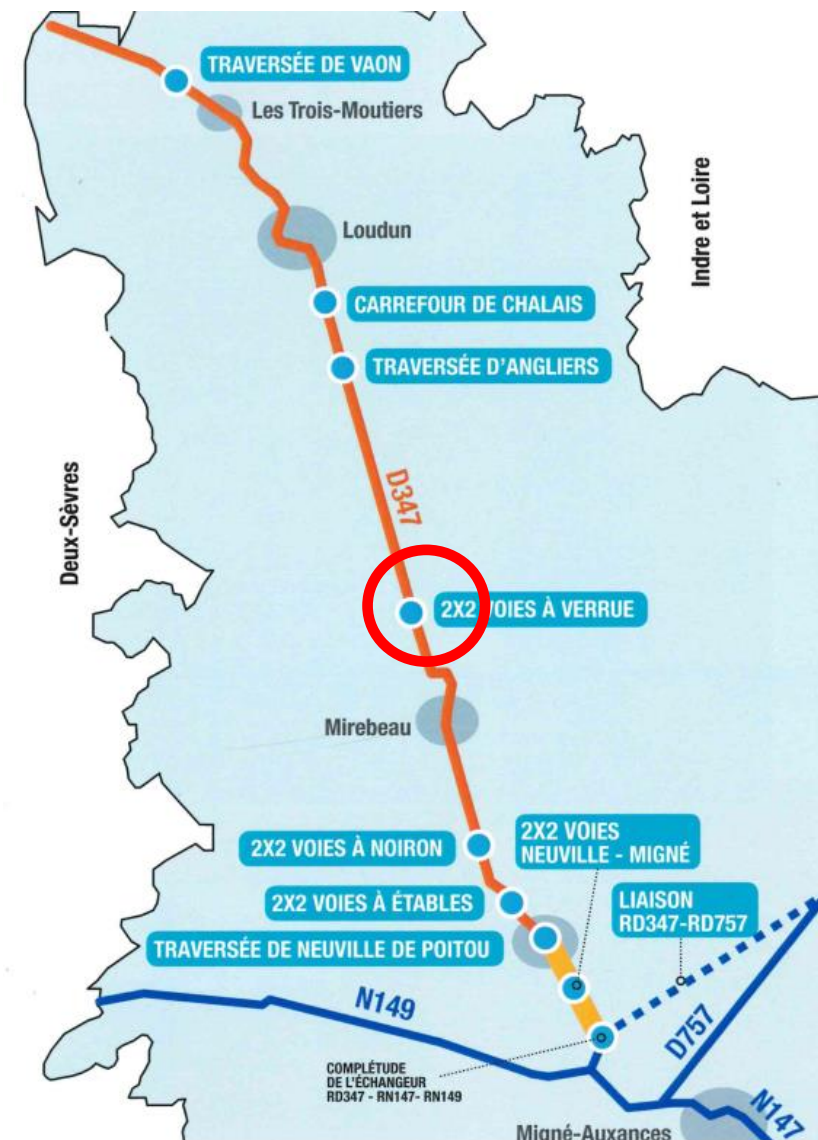 TRAVERSÉE DE VAON
Les Trois-Moutiers
Indre et Loire
Loudun
CARREFOUR DE CHALAIS
TRAVERSÉE D'ANGLIERS
D347
Deux-Sèvres
2X2 VOIES À VERRUE
Mirebeau
2X2 VOIES À NOIRON
2X2 VOIES
NEUVILLE - MIGNÉ
2X2 VOIES À ÉTABLES
LIAISON
RD347-RD757
TRAVERSÉE DE NEUVILLE DE POITOU
N149
D757
COMPLÉTUDE
DE L'ÉCHANGEUR
RD347 - RN147- RN149
N147
Migné-Auxances